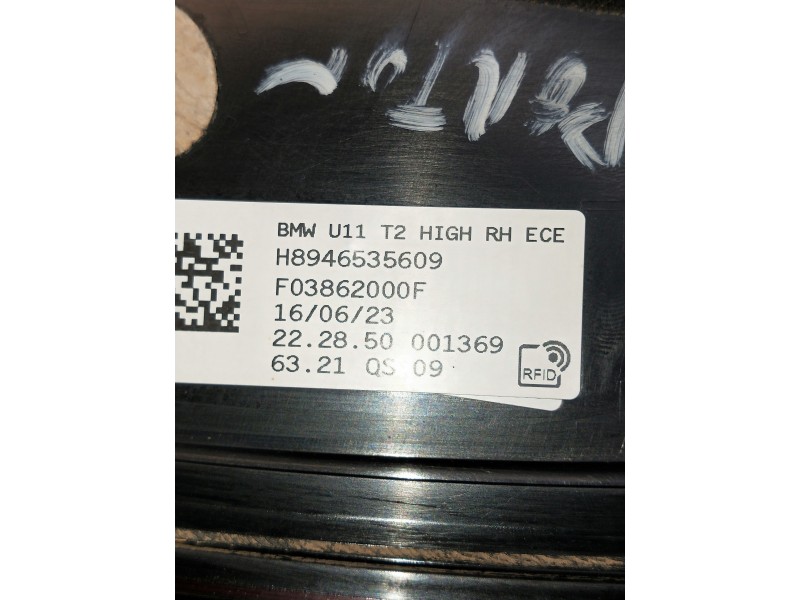 BMW U11 T2 HIGH RH ECE
H8946535609
F03862000F
16/06/23
22.28.50 001369
63.21 QS 09
RFID